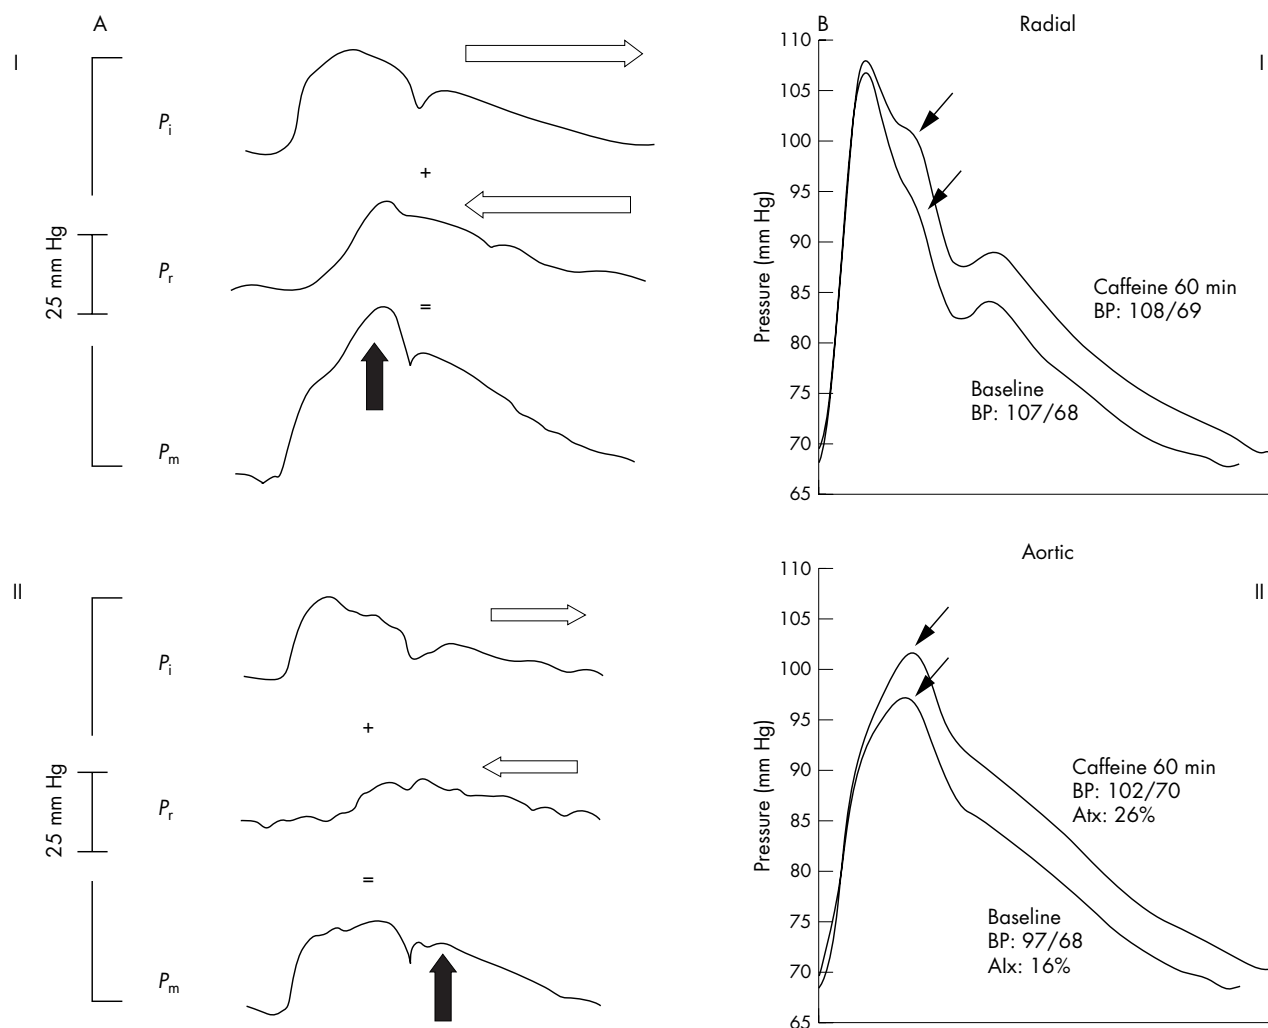 A
I
Pi
+
Pr
=
Pm
25 mm Hg
II
Pi
+
Pr
=
Pm
25 mm Hg
B
Radial
I
110
105
100
95
90
85
80
75
70
65
Pressure (mm Hg)
Caffeine 60 min
BP: 108/69
Baseline
BP: 107/68
Aortic
II
110
105
100
95
90
85
80
75
70
65
Pressure (mm Hg)
Caffeine 60 min
BP: 102/70
Atx: 26%
Baseline
BP: 97/68
Alx: 16%